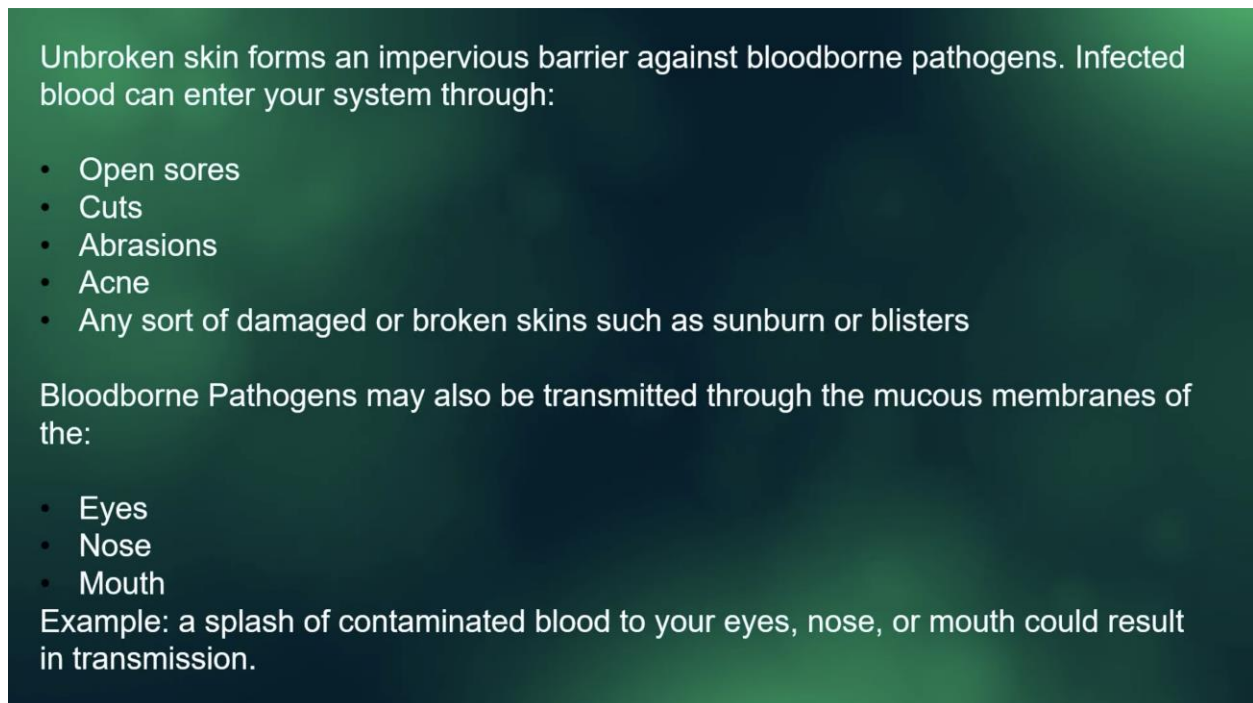 Unbroken skin forms an impervious barrier against bloodborne pathogens. Infected
blood can enter your system through:
• Open sores
• Cuts
• Abrasions
• Acne
• Any sort of damaged or broken skins such as sunburn or blisters
Bloodborne Pathogens may also be transmitted through the mucous membranes of
the:
• Eyes
• Nose
• Mouth
Example: a splash of contaminated blood to your eyes, nose, or mouth could result
in transmission.